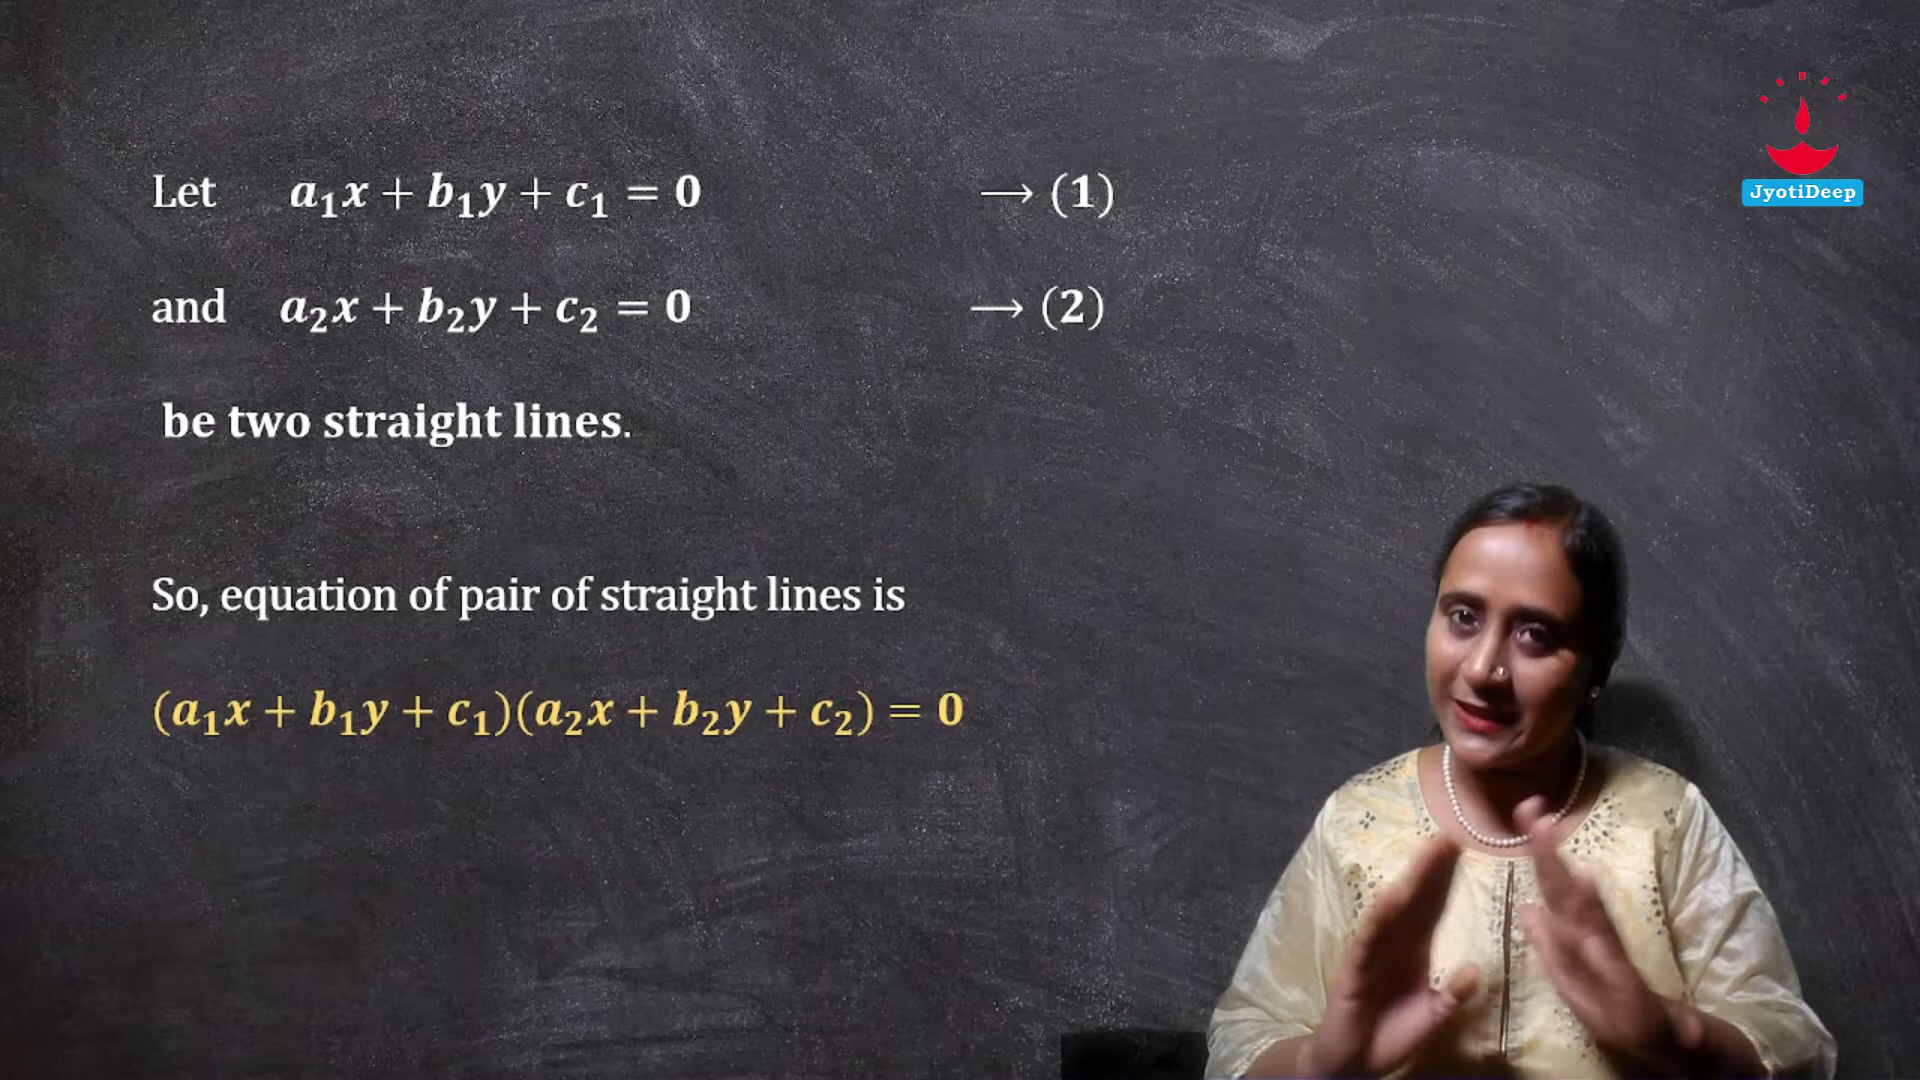 Let a₁x + b₁y + c₁ = 0 ⟶ (1)
JyotiDeep
and a₂x + b₂y + c₂ = 0 ⟶ (2)
be two straight lines.
So, equation of pair of straight lines is
(a₁x + b₁y + c₁)(a₂x + b₂y + c₂) = 0